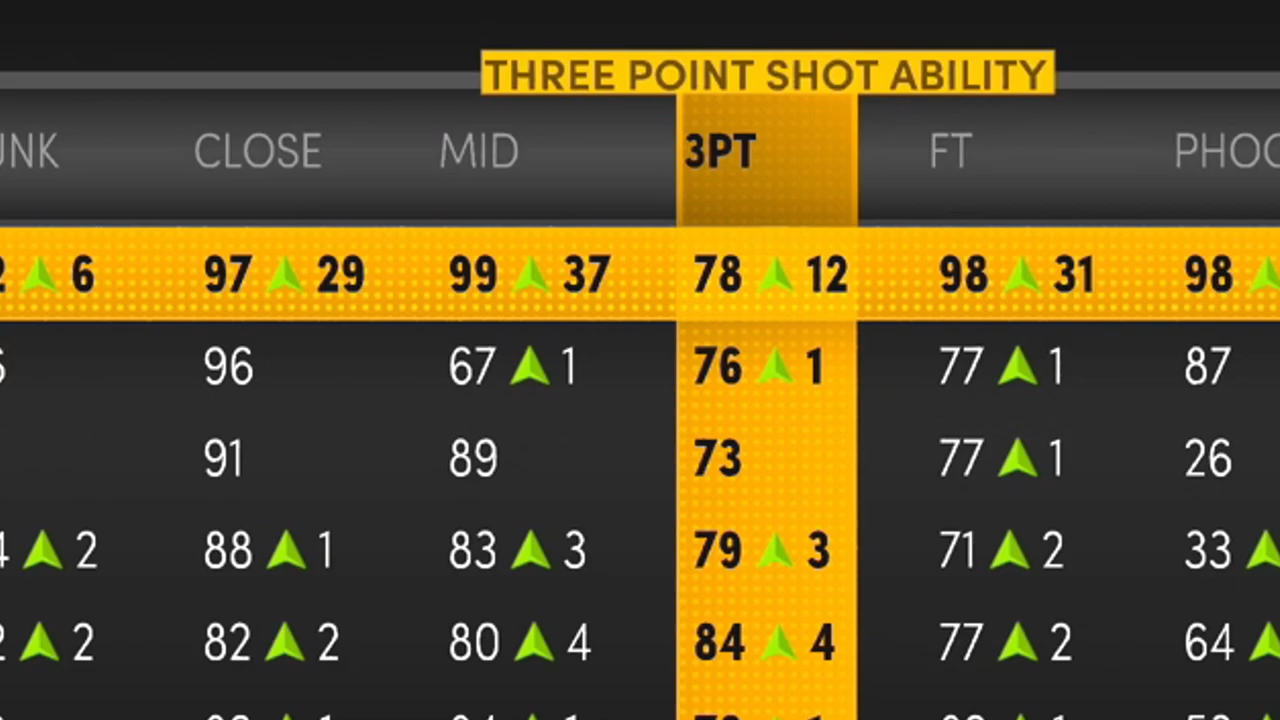 THREE POINT SHOT ABILITY
CLOSE MID 3PT FT
6 97 29 99 37 78 12 98 31 98
96 67 1 76 1 77 1 87
91 89 73 77 1 26
2 88 1 83 3 79 3 71 2 33
2 82 2 80 4 84 4 77 2 64